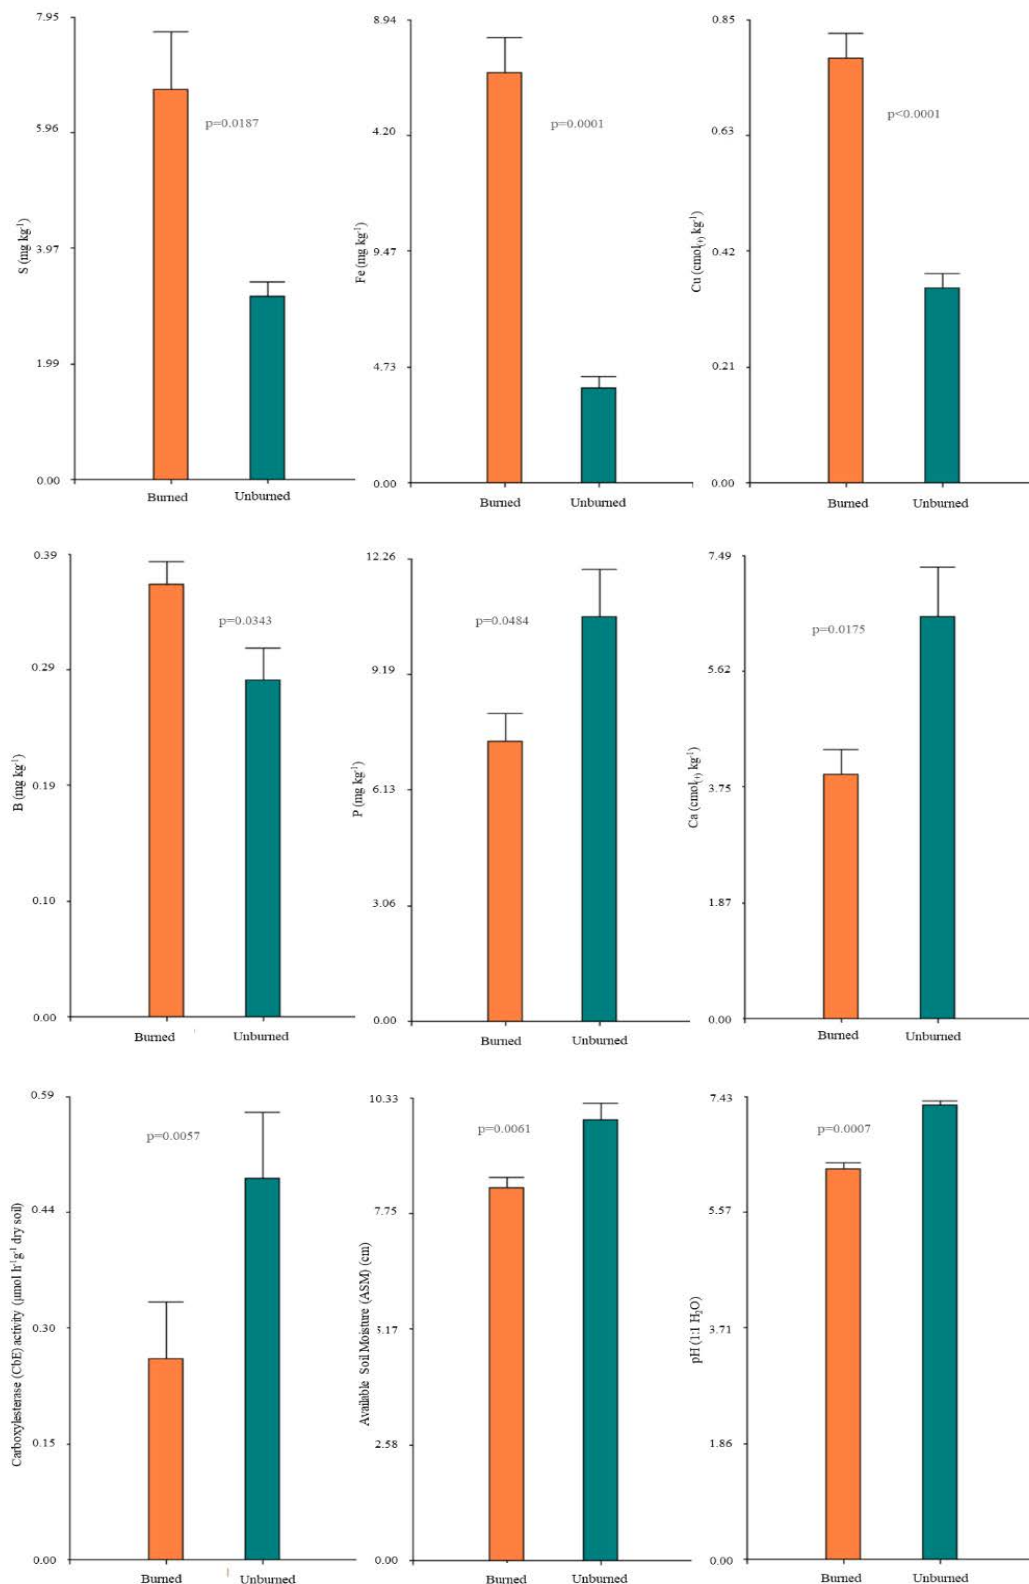 7.95
5.96
3.97
1.99
0.00
S (mg kg⁻¹)
p=0.0187
Burned
Unburned
8.94
4.20
9.47
4.73
0.00
Fe (mg kg⁻¹)
p=0.0001
Burned
Unburned
0.85
0.63
0.42
0.21
0.00
Cu (cmol₍₊₎ kg⁻¹)
p<0.0001
Burned
Unburned
0.39
0.29
0.19
0.10
0.00
B (mg kg⁻¹)
p=0.0343
Burned
Unburned
12.26
9.19
6.13
3.06
0.00
P (mg kg⁻¹)
p=0.0484
Burned
Unburned
7.49
5.62
3.75
1.87
0.00
Ca (cmol₍₊₎ kg⁻¹)
p=0.0175
Burned
Unburned
0.59
0.44
0.30
0.15
0.00
Carboxylesterase (CbE) activity (µmol h⁻¹g⁻¹ dry soil)
p=0.0057
Burned
Unburned
10.33
7.75
5.17
2.58
0.00
Available Soil Moisture (ASM) (cm)
p=0.0061
Burned
Unburned
7.43
5.57
3.71
1.86
0.00
pH (1:1 H₂O)
p=0.0007
Burned
Unburned